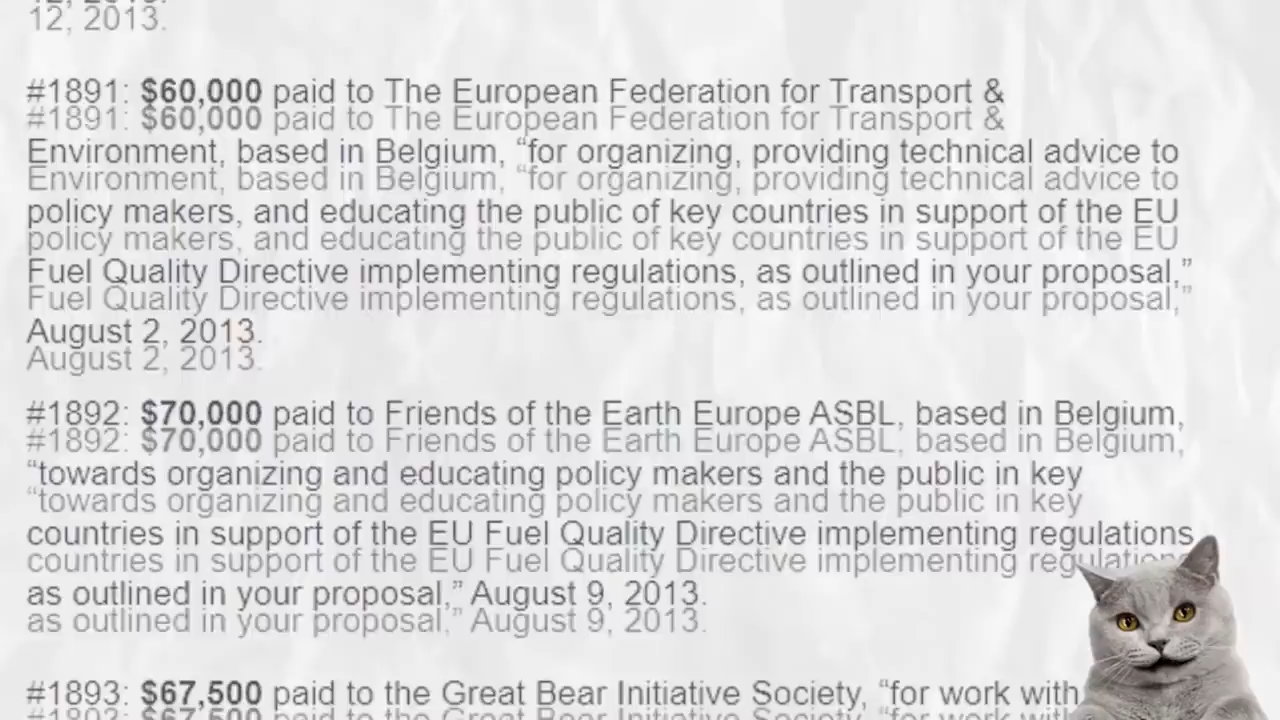 12, 2013.
#1891: $60,000 paid to The European Federation for Transport &
Environment, based in Belgium, “for organizing, providing technical advice to
policy makers, and educating the public of key countries in support of the EU
Fuel Quality Directive implementing regulations, as outlined in your proposal,”
August 2, 2013.
#1892: $70,000 paid to Friends of the Earth Europe ASBL, based in Belgium,
“towards organizing and educating policy makers and the public in key
countries in support of the EU Fuel Quality Directive implementing regulations
as outlined in your proposal,” August 9, 2013.
#1893: $67,500 paid to the Great Bear Initiative Society, “for work with